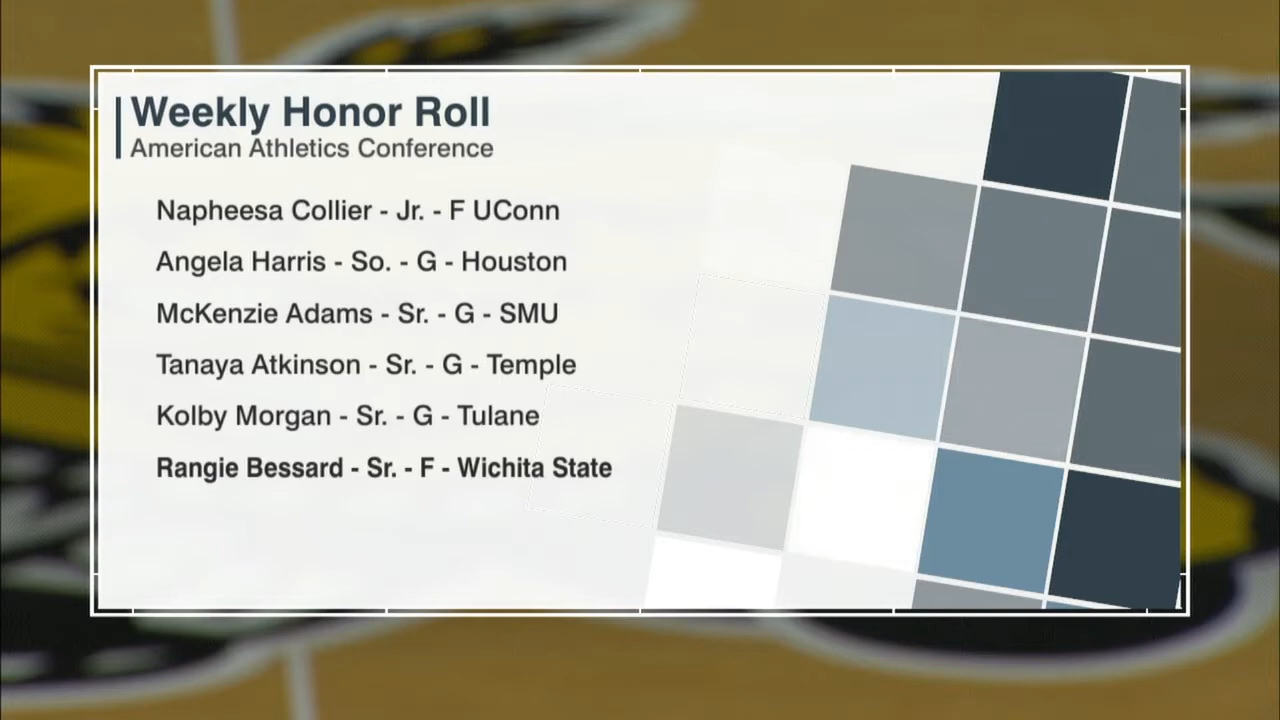 Weekly Honor Roll
American Athletics Conference
Napheesa Collier - Jr. - F UConn
Angela Harris - So. - G - Houston
McKenzie Adams - Sr. - G - SMU
Tanaya Atkinson - Sr. - G - Temple
Kolby Morgan - Sr. - G - Tulane
Rangie Bessard - Sr. - F - Wichita State